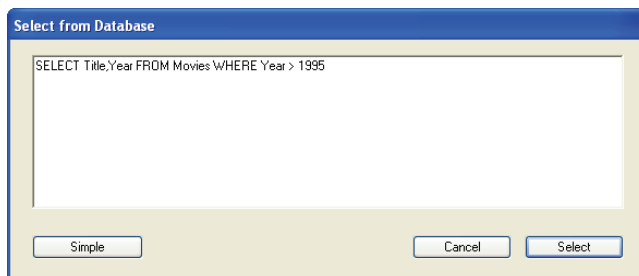 Select from Database
SELECT Title,Year FROM Movies WHERE Year > 1995
Simple
Cancel
Select